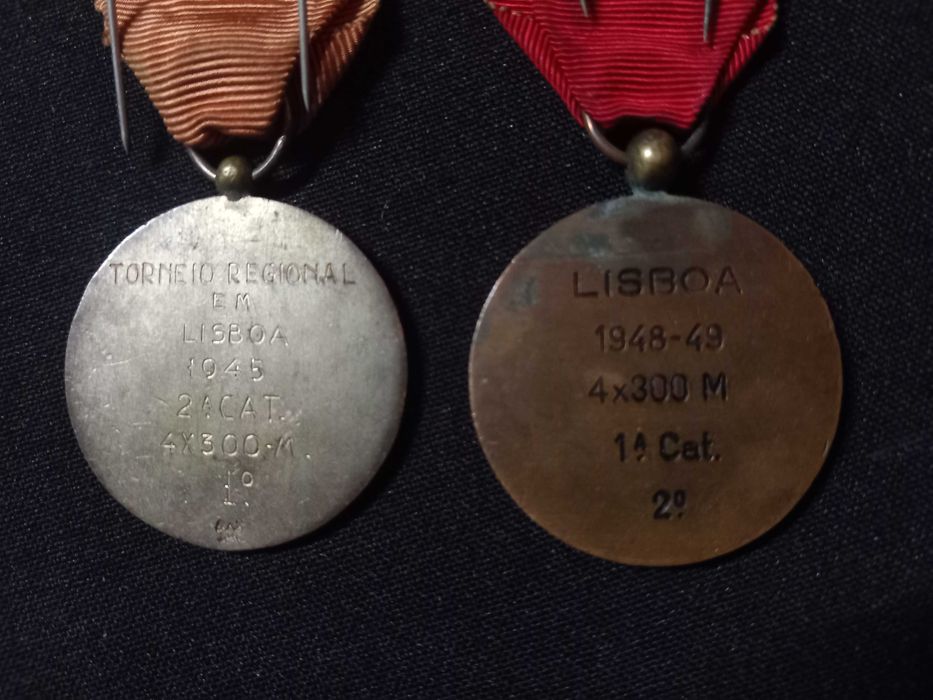 TORNEIO REGIONAL
EM
LISBOA
1945
2ª CAT.
4X300-M.
1º.
LISBOA
1948-49
4x300 M
1ª Cat.
2º